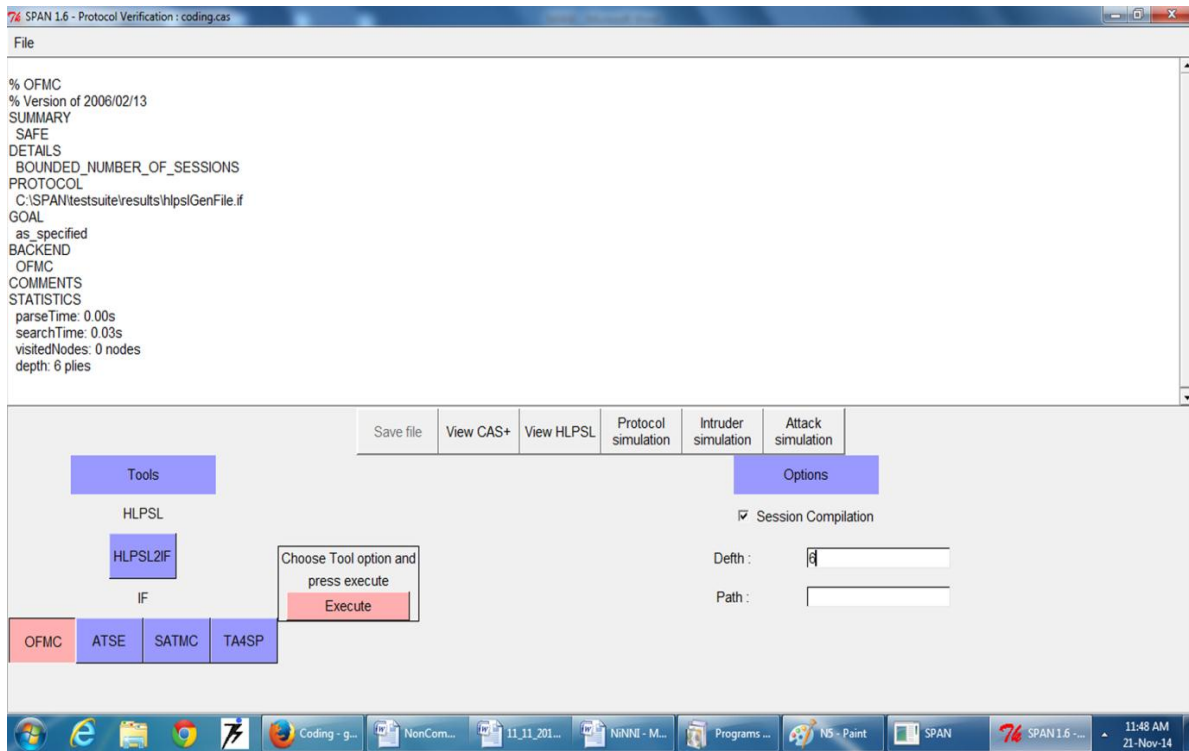 SPAN 1.6 - Protocol Verification : coding.cas
File
% OFMC
% Version of 2006/02/13
SUMMARY
SAFE
DETAILS
BOUNDED_NUMBER_OF_SESSIONS
PROTOCOL
C:\SPAN\testsuite\results\hlpslGenFile.if
GOAL
as_specified
BACKEND
OFMC
COMMENTS
STATISTICS
parseTime: 0.00s
searchTime: 0.03s
visitedNodes: 0 nodes
depth: 6 plies
Save file
View CAS+
View HLPSL
Protocol
simulation
Intruder
simulation
Attack
simulation
Tools
Options
HLPSL
Session Compilation
HLPSL2IF
Choose Tool option and
press execute
Execute
Defth :
6
IF
Path :
OFMC
ATSE
SATMC
TA4SP
Coding - g...
NonCom...
11_11_201...
NiNNI - M...
Programs ...
N5 - Paint
SPAN
SPAN 1.6 -...
11:48 AM
21-Nov-14